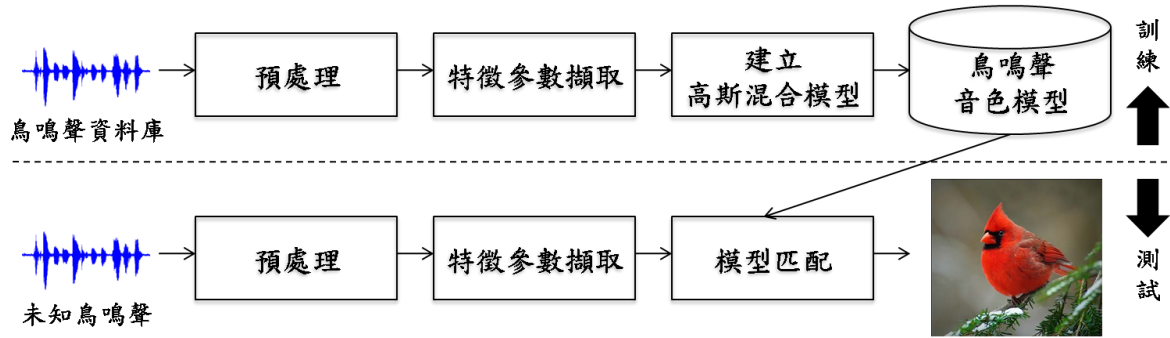 鳥鳴聲資料庫
預處理
特徵參數擷取
建立
高斯混合模型
鳥鳴聲
音色模型
訓
練
未知鳥鳴聲
預處理
特徵參數擷取
模型匹配
測
試